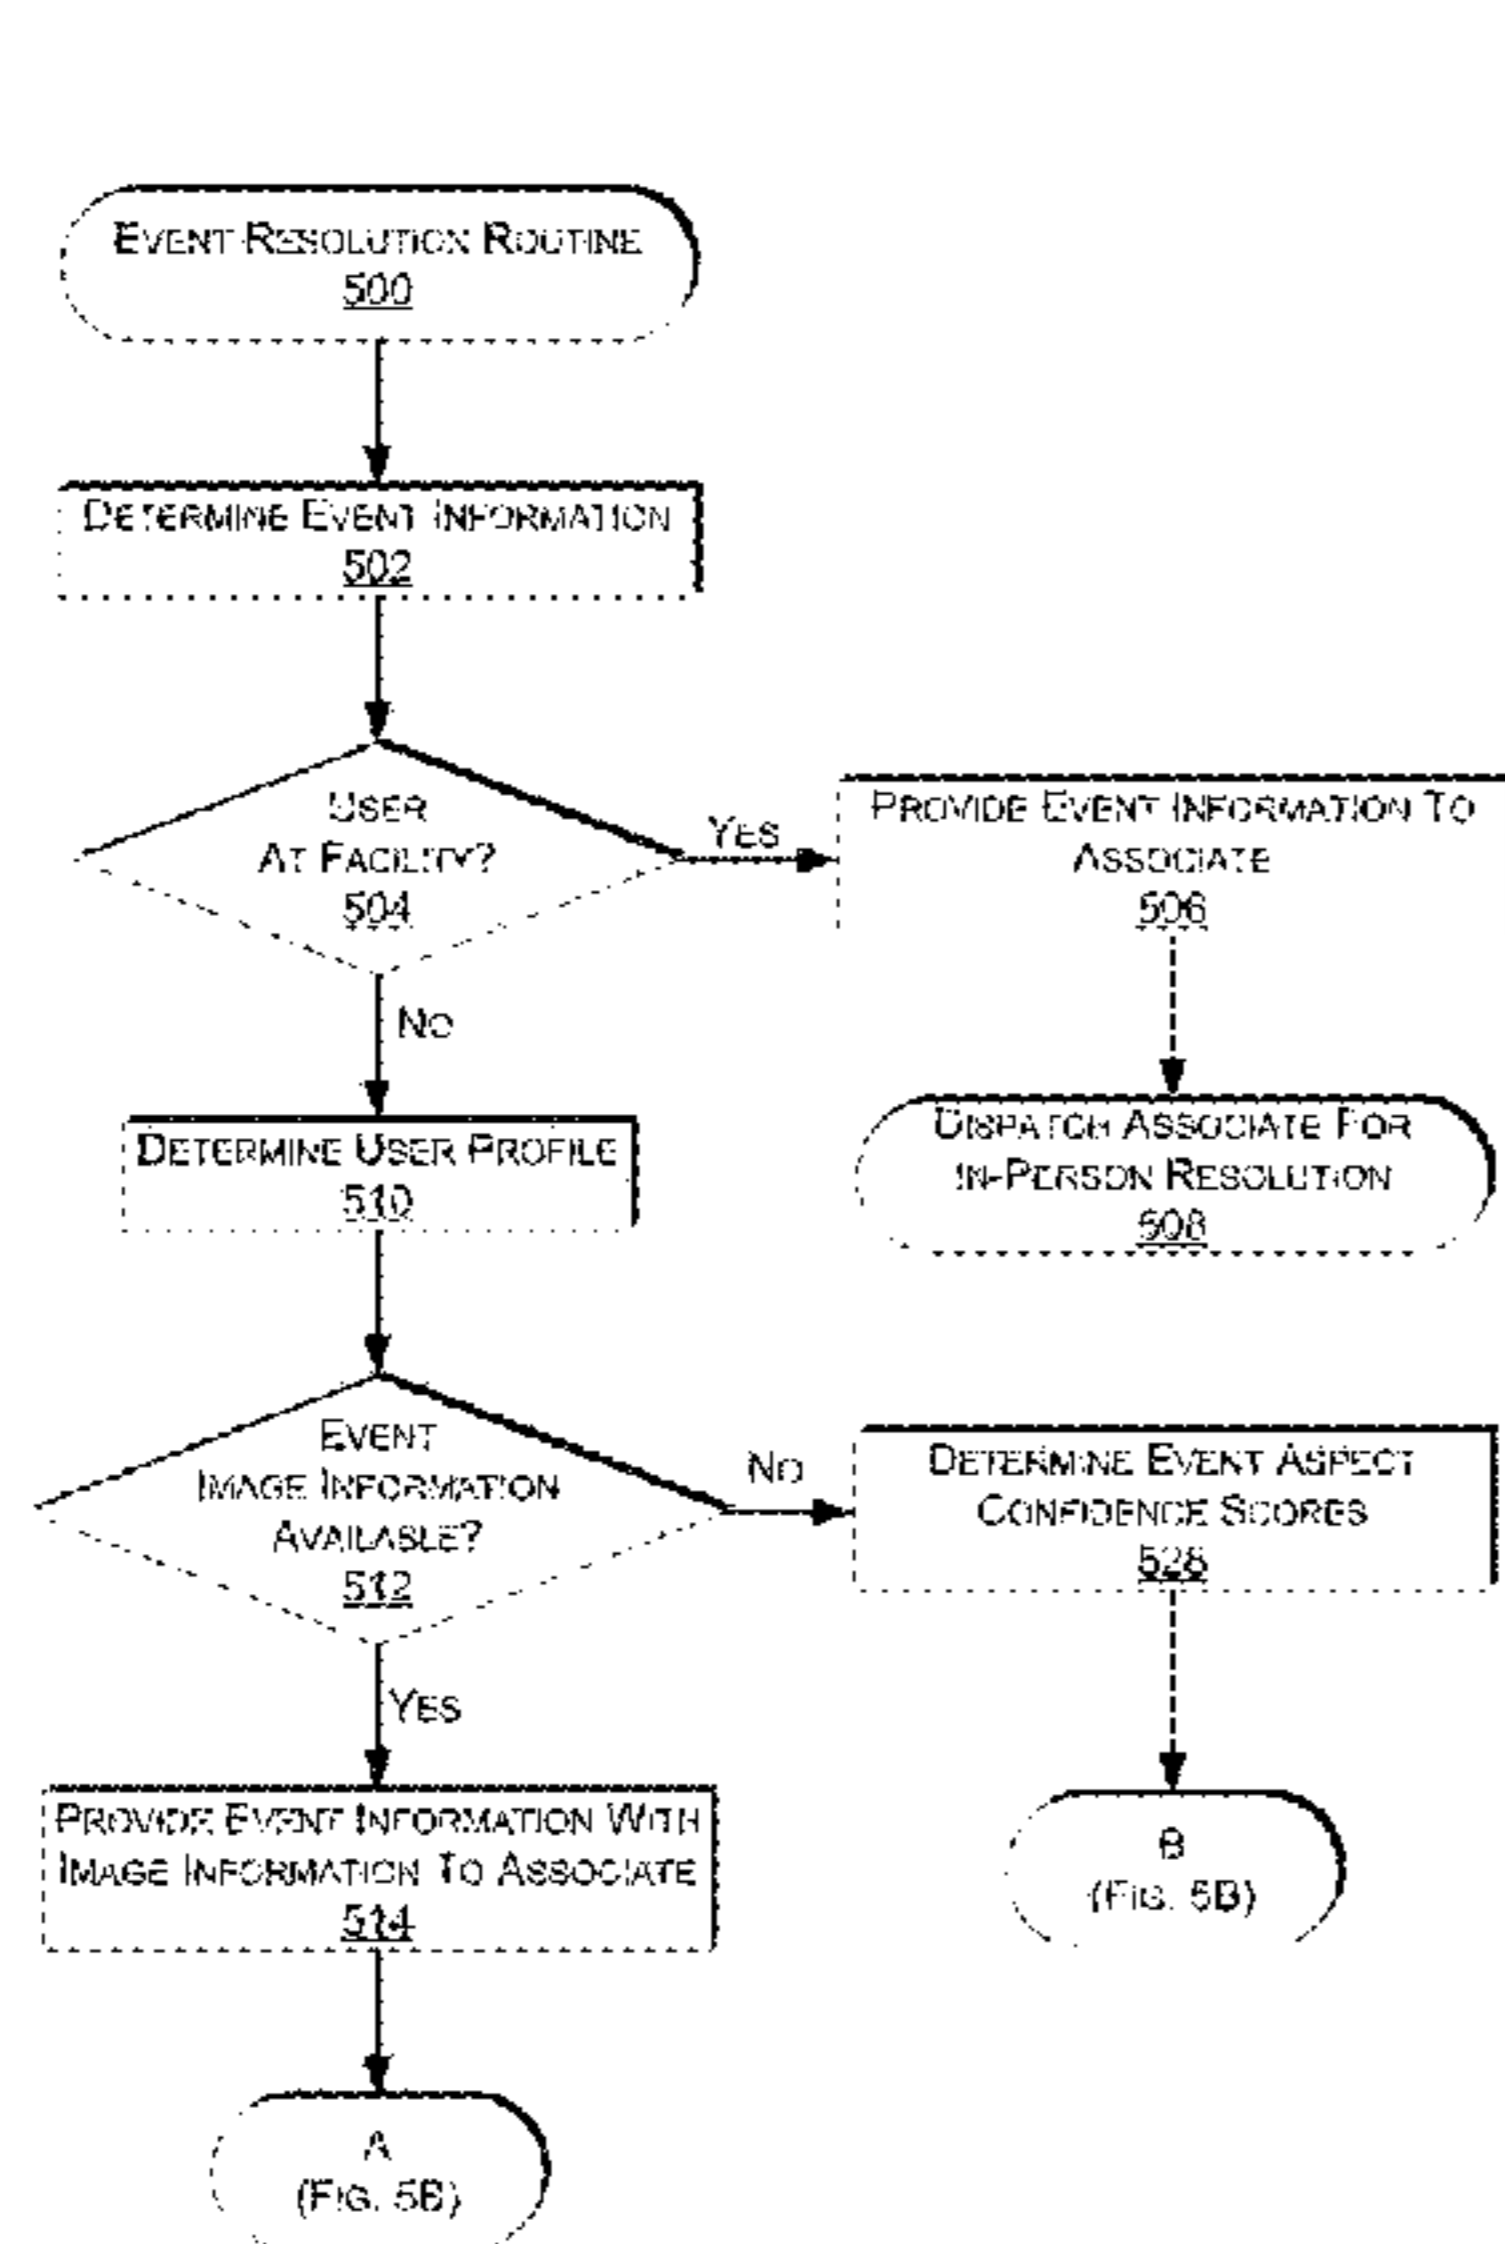 EVENT RESOLUTION ROUTINE
500
DETERMINE EVENT INFORMATION
502
USER
AT FACILITY?
504
YES
PROVIDE EVENT INFORMATION TO
ASSOCIATE
506
NO
DISPATCH ASSOCIATE FOR
IN-PERSON RESOLUTION
508
DETERMINE USER PROFILE
510
EVENT
IMAGE INFORMATION
AVAILABLE?
512
NO
DETERMINE EVENT ASPECT
CONFIDENCE SCORES
YES
PROVIDE EVENT INFORMATION WITH
IMAGE INFORMATION TO ASSOCIATE
514
B
(FIG. 5B)
A
(FIG. 5B)